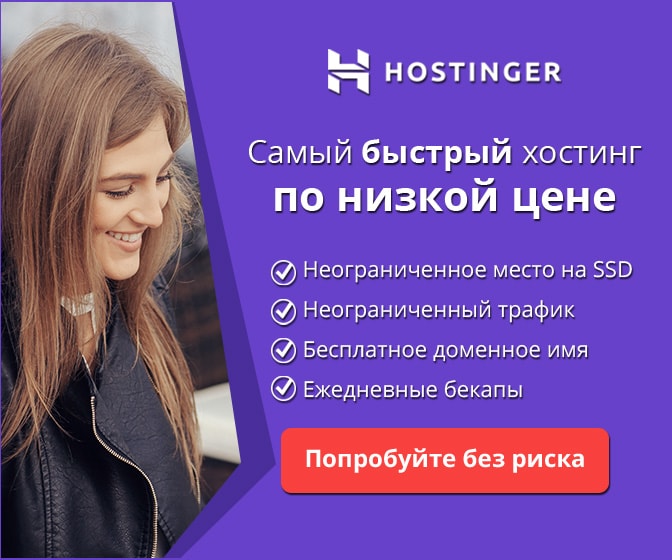 HOSTINGER
Самый быстрый хостинг
по низкой цене
Неограниченное место на SSD
Неограниченный трафик
Бесплатное доменное имя
Ежедневные бекапы
Попробуйте без риска